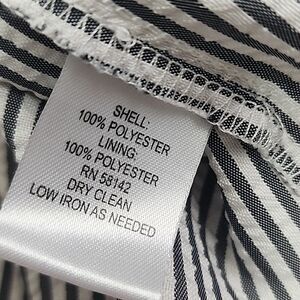 SHELL:
100% POLYESTER
LINING:
100% POLYESTER
RN 58142
DRY CLEAN
LOW IRON AS NEEDED